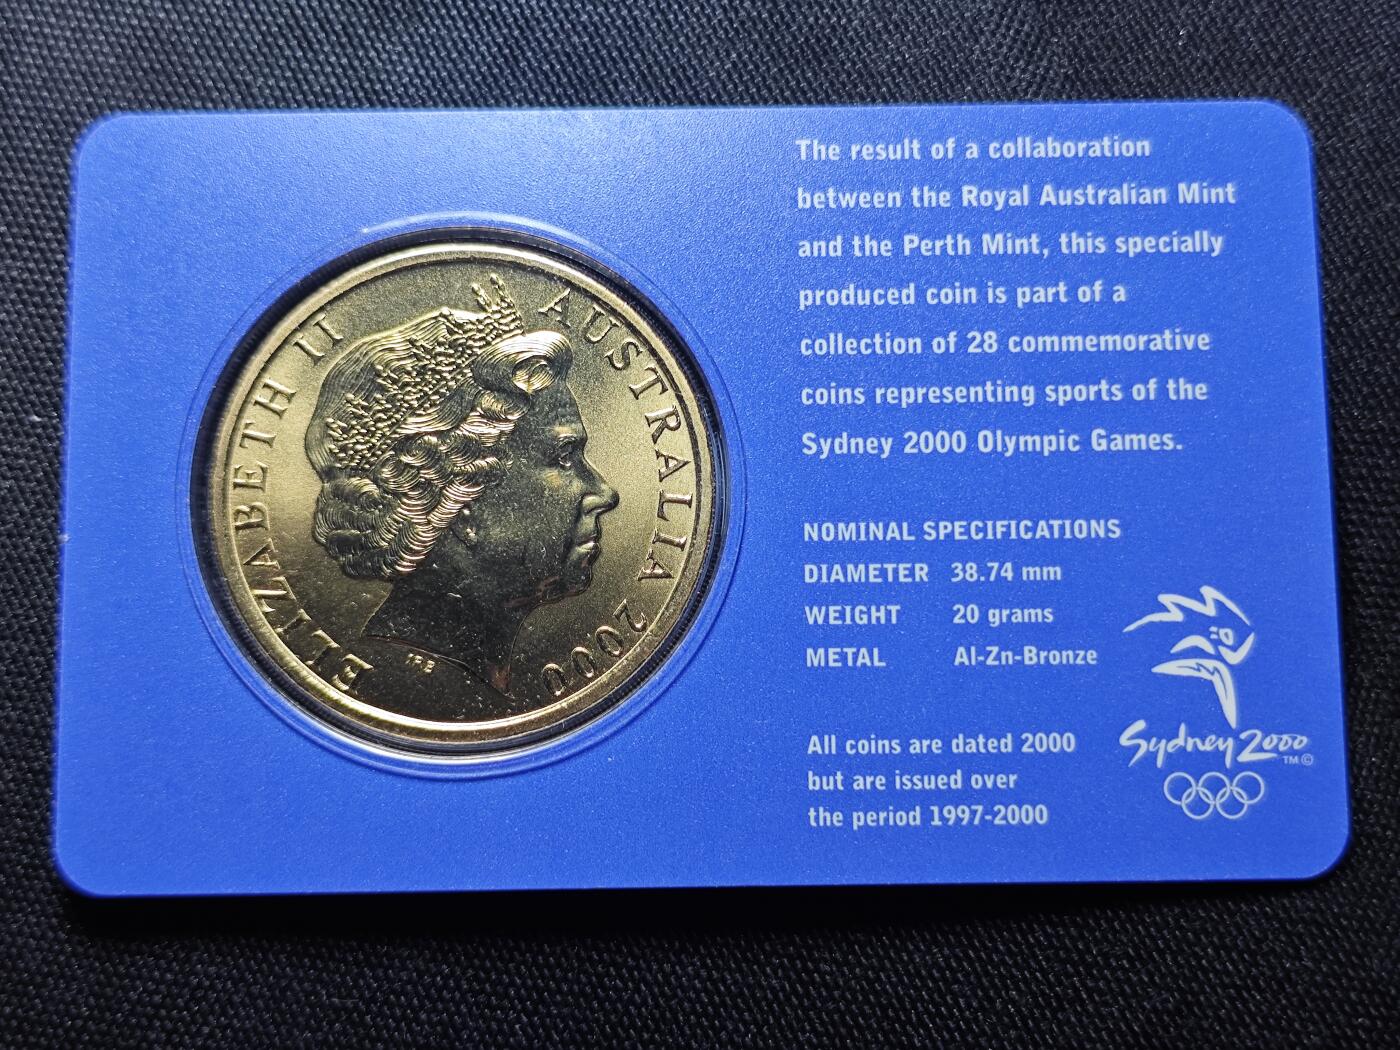 ELIZABETH II
AUSTRALIA 2000
IRB
The result of a collaboration
between the Royal Australian Mint
and the Perth Mint, this specially
produced coin is part of a
collection of 28 commemorative
coins representing sports of the
Sydney 2000 Olympic Games.
NOMINAL SPECIFICATIONS
DIAMETER 38.74 mm
WEIGHT 20 grams
METAL Al-Zn-Bronze
All coins are dated 2000
but are issued over
the period 1997-2000
Sydney 2000
TM ©